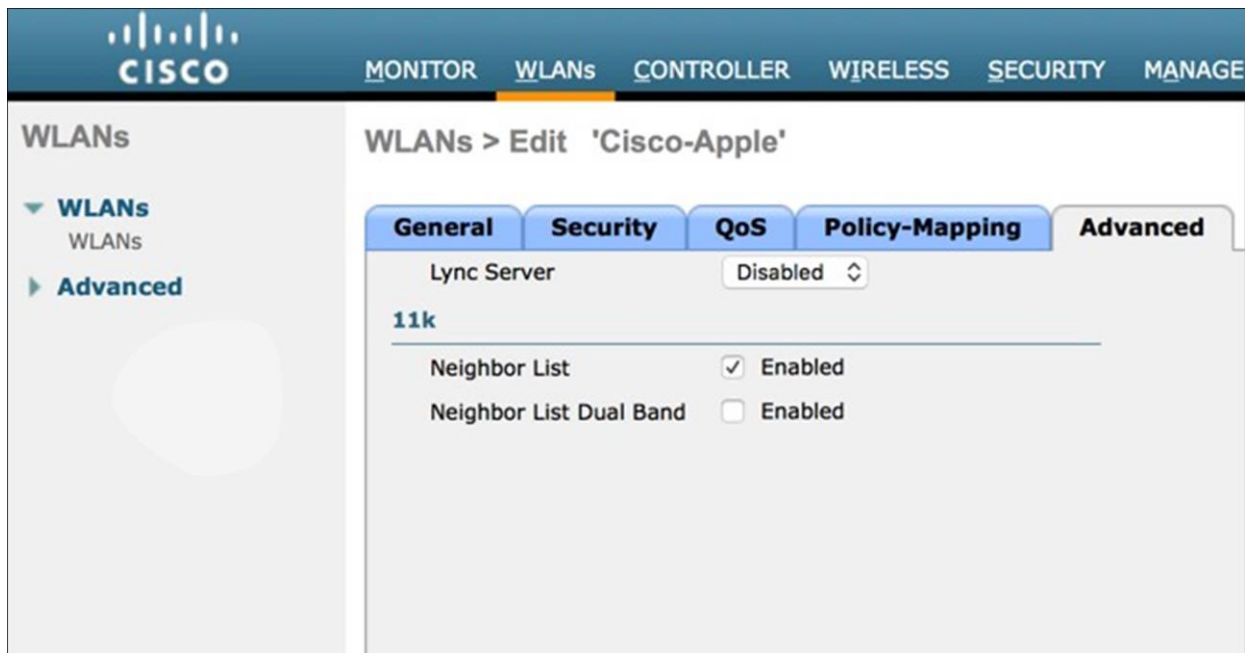 CISCO
MONITOR WLANs CONTROLLER WIRELESS SECURITY MANAGE
WLANs
WLANs
WLANs
Advanced
WLANs > Edit 'Cisco-Apple'
General Security QoS Policy-Mapping Advanced
Lync Server Disabled
11k
Neighbor List Enabled
Neighbor List Dual Band Enabled